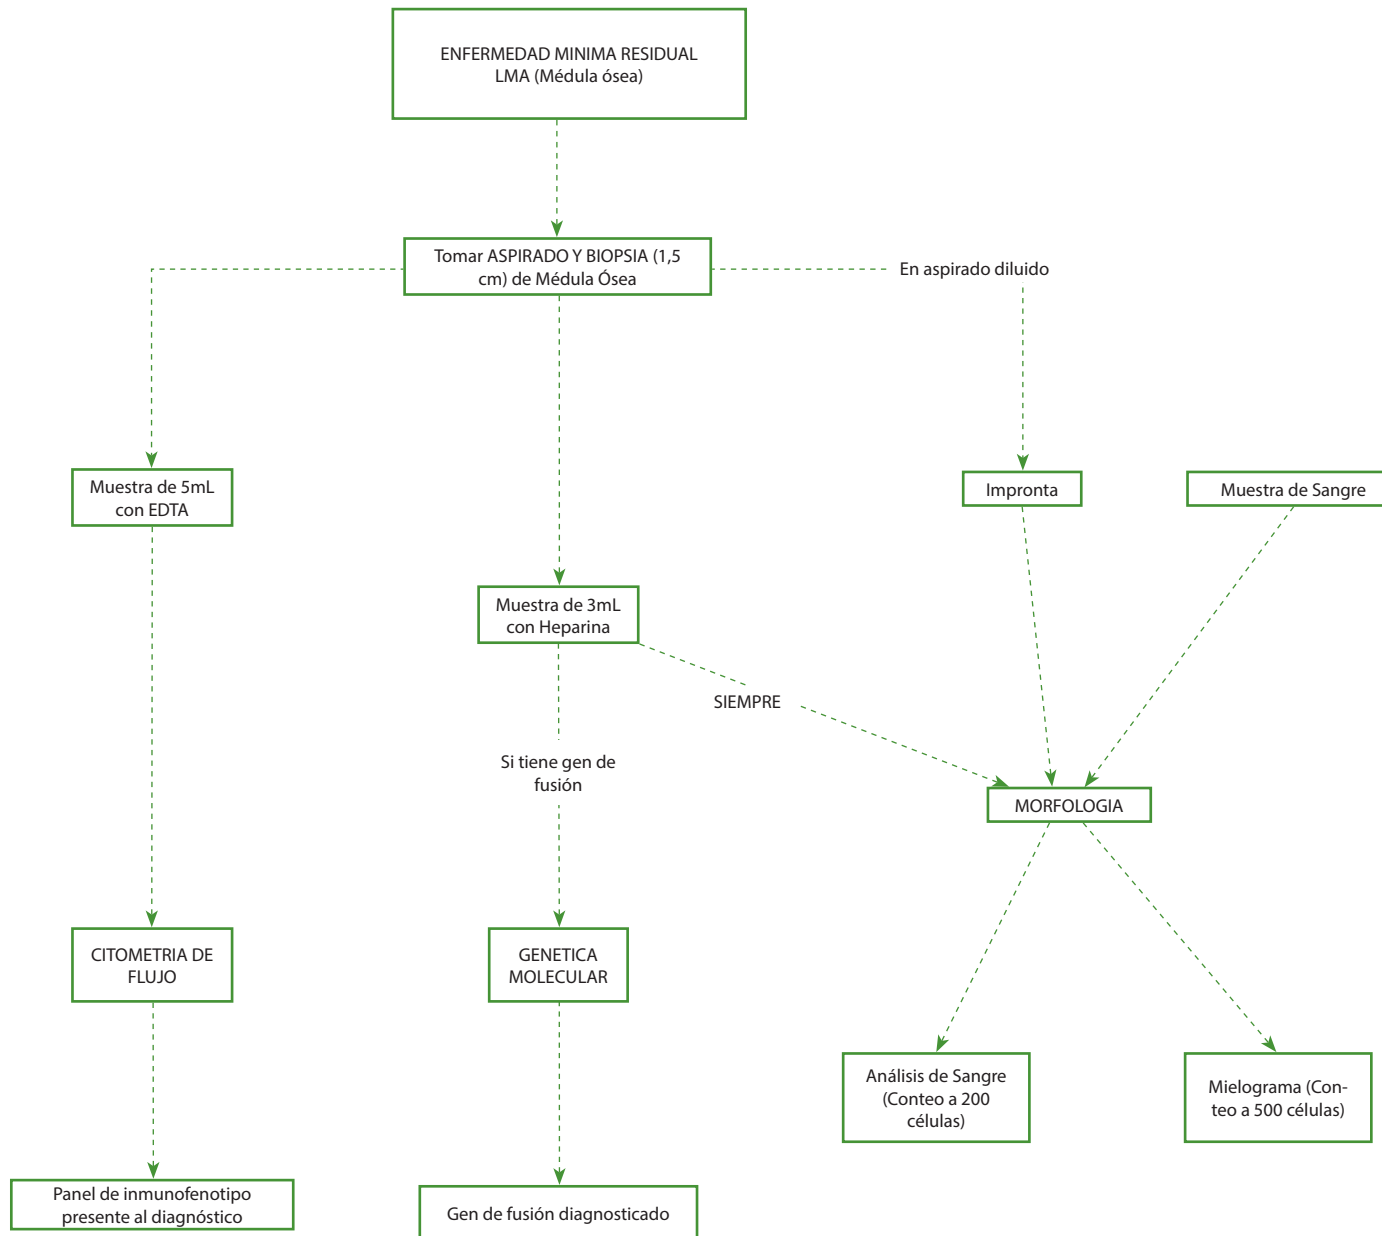 ENFERMEDAD MINIMA RESIDUAL
LMA (Médula ósea)
Tomar ASPIRADO Y BIOPSIA (1,5
cm) de Médula Ósea
En aspirado diluido
Muestra de 5mL
con EDTA
Impronta
Muestra de Sangre
Muestra de 3mL
con Heparina
SIEMPRE
Si tiene gen de
fusión
MORFOLOGIA
CITOMETRIA DE
FLUJO
GENETICA
MOLECULAR
Análisis de Sangre
(Conteo a 200
células)
Mielograma (Con-
teo a 500 células)
Panel de inmunofenotipo
presente al diagnóstico
Gen de fusión diagnosticado